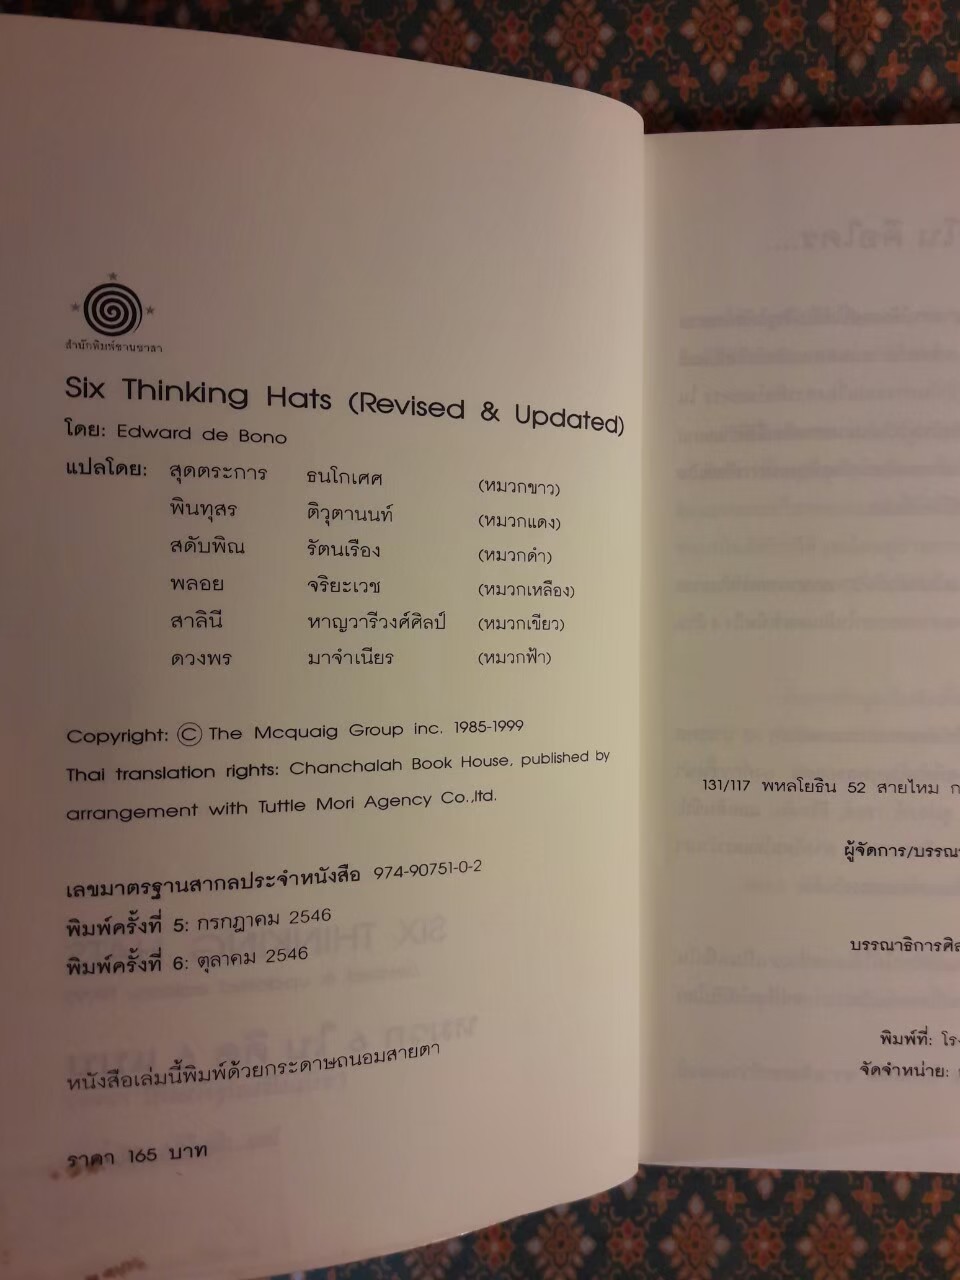 สำนักพิมพ์ชานชาลา
Six Thinking Hats (Revised & Updated)
โดย: Edward de Bono
แปลโดย: สุดตระการ ธนโกเศศ (หมวกขาว)
พินทุสร ติวุตานนท์ (หมวกแดง)
สดับพิณ รัตนเรือง (หมวกดำ)
พลอย จริยะเวช (หมวกเหลือง)
สาลินี หาญวารีวงศ์ศิลป์ (หมวกเขียว)
ดวงพร มาจำเนียร (หมวกฟ้า)
Copyright: © The Mcquaig Group inc. 1985-1999
Thai translation rights: Chanchalah Book House, published by
arrangement with Tuttle Mori Agency Co.,ltd.
เลขมาตรฐานสากลประจำหนังสือ 974-90751-0-2
พิมพ์ครั้งที่ 5: กรกฎาคม 2546
พิมพ์ครั้งที่ 6: ตุลาคม 2546
หนังสือเล่มนี้พิมพ์ด้วยกระดาษถนอมสายตา
ราคา 165 บาท
131/117 พหลโยธิน 52 สายไหม ก
ผู้จัดการ/บรรณ
บรรณาธิการศิล
พิมพ์ที่: โรง
จัดจำหน่าย: